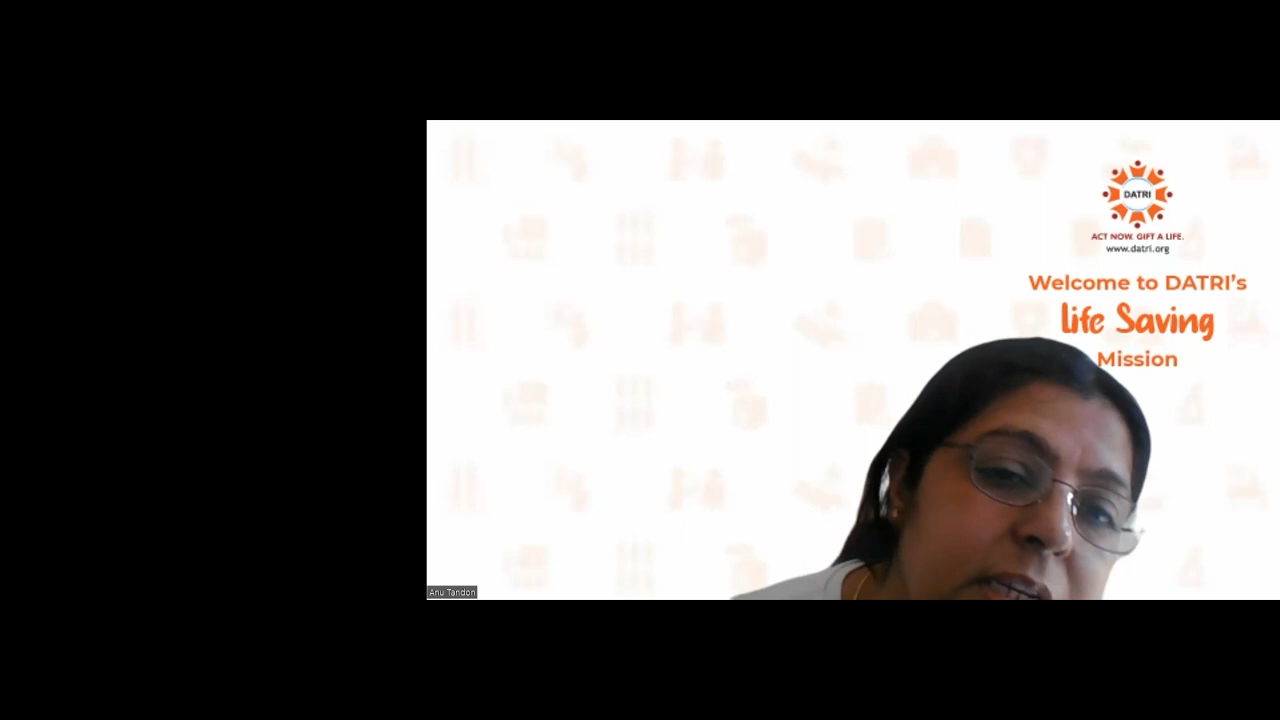 DATRI
ACT NOW. GIFT A LIFE.
www.datri.org
Welcome to DATRI's
life Saving
Mission
Anu Tandon